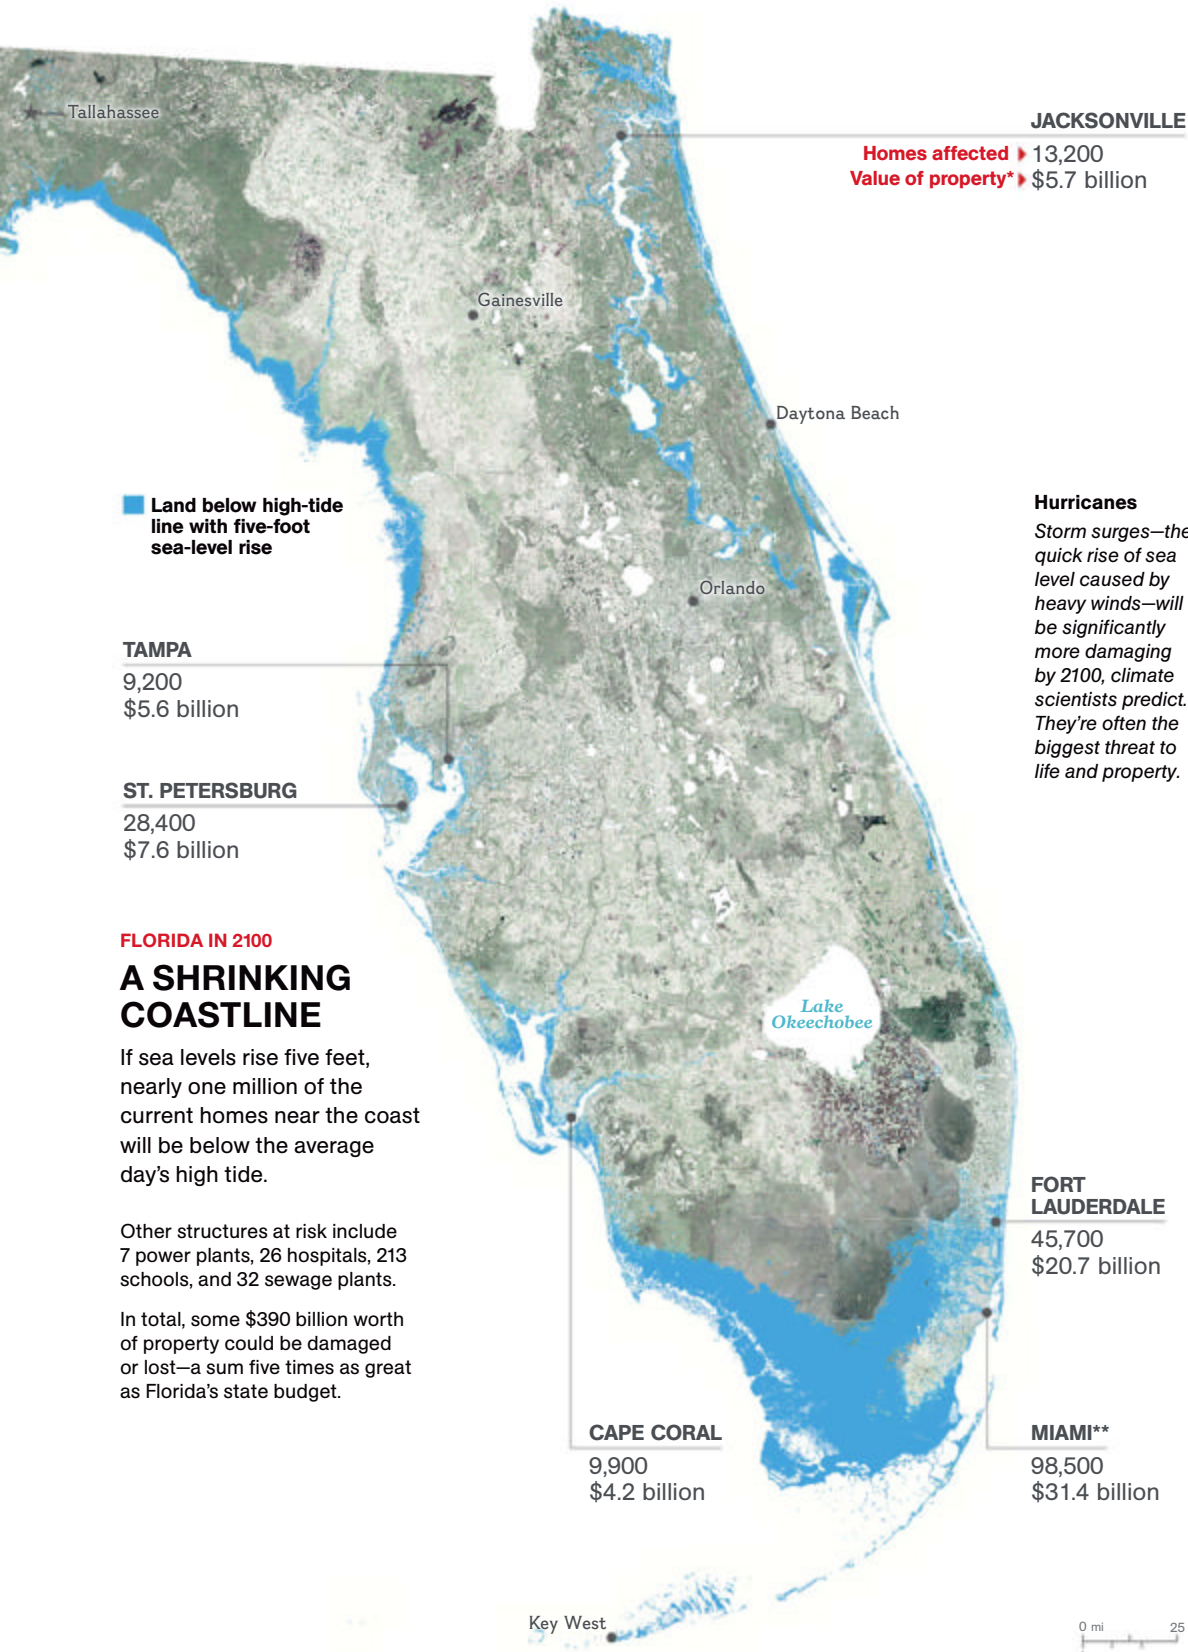 Tallahassee
JACKSONVILLE
Homes affected 13,200
Value of property* $5.7 billion
Gainesville
Daytona Beach
Land below high-tide
line with five-foot
sea-level rise
Hurricanes
Storm surges—the
quick rise of sea
level caused by
heavy winds—will
be significantly
more damaging
by 2100, climate
scientists predict.
They're often the
biggest threat to
life and property.
Orlando
TAMPA
9,200
$5.6 billion
ST. PETERSBURG
28,400
$7.6 billion
FLORIDA IN 2100
A SHRINKING
COASTLINE
If sea levels rise five feet,
nearly one million of the
current homes near the coast
will be below the average
day's high tide.
Other structures at risk include
7 power plants, 26 hospitals, 213
schools, and 32 sewage plants.
In total, some $390 billion worth
of property could be damaged
or lost—a sum five times as great
as Florida's state budget.
Lake
Okeechobee
FORT
LAUDERDALE
45,700
$20.7 billion
CAPE CORAL
9,900
$4.2 billion
MIAMI**
98,500
$31.4 billion
Key West
0 mi 25